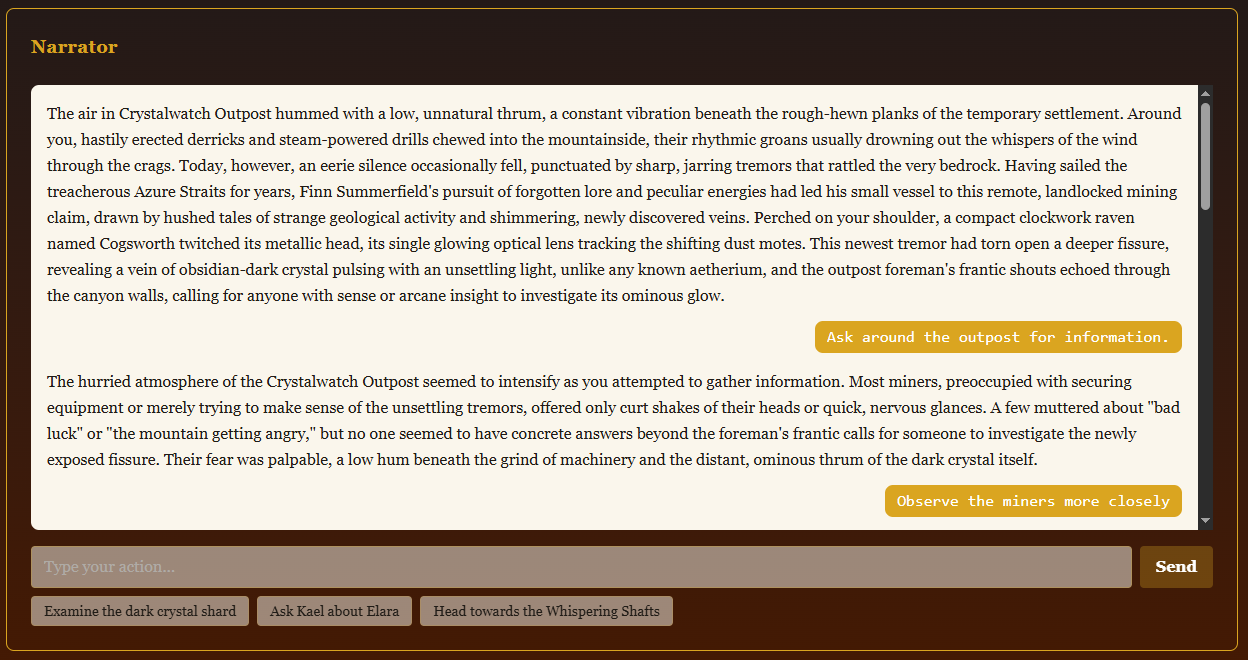 Narrator
The air in Crystalwatch Outpost hummed with a low, unnatural thrum, a constant vibration beneath the rough-hewn planks of the temporary settlement. Around
you, hastily erected derricks and steam-powered drills chewed into the mountainside, their rhythmic groans usually drowning out the whispers of the wind
through the crags. Today, however, an eerie silence occasionally fell, punctuated by sharp, jarring tremors that rattled the very bedrock. Having sailed the
treacherous Azure Straits for years, Finn Summerfield's pursuit of forgotten lore and peculiar energies had led his small vessel to this remote, landlocked mining
claim, drawn by hushed tales of strange geological activity and shimmering, newly discovered veins. Perched on your shoulder, a compact clockwork raven
named Cogsworth twitched its metallic head, its single glowing optical lens tracking the shifting dust motes. This newest tremor had torn open a deeper fissure,
revealing a vein of obsidian-dark crystal pulsing with an unsettling light, unlike any known aetherium, and the outpost foreman's frantic shouts echoed through
the canyon walls, calling for anyone with sense or arcane insight to investigate its ominous glow.
Ask around the outpost for information.
The hurried atmosphere of the Crystalwatch Outpost seemed to intensify as you attempted to gather information. Most miners, preoccupied with securing
equipment or merely trying to make sense of the unsettling tremors, offered only curt shakes of their heads or quick, nervous glances. A few muttered about "bad
luck" or "the mountain getting angry," but no one seemed to have concrete answers beyond the foreman's frantic calls for someone to investigate the newly
exposed fissure. Their fear was palpable, a low hum beneath the grind of machinery and the distant, ominous thrum of the dark crystal itself.
Observe the miners more closely
Type your action...
Send
Examine the dark crystal shard
Ask Kael about Elara
Head towards the Whispering Shafts